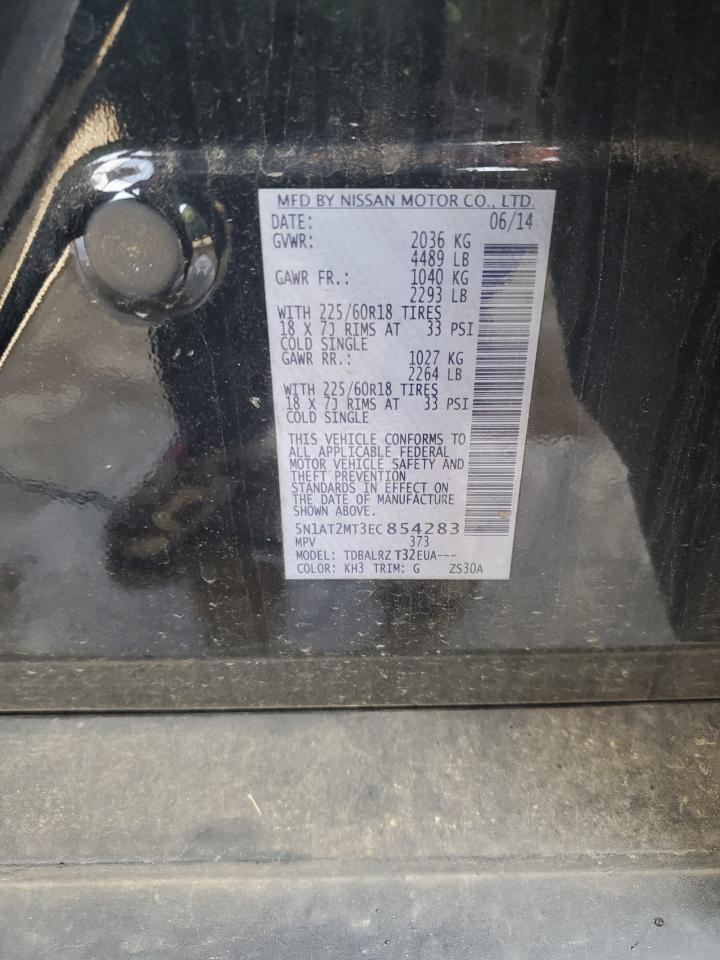 MFD BY NISSAN MOTOR CO., LTD.
DATE: 06/14
GVWR: 2036 KG
4489 LB
GAWR FR.: 1040 KG
2293 LB
WITH 225/60R18 TIRES
18 X 7J RIMS AT 33 PSI
COLD SINGLE
GAWR RR.: 1027 KG
2264 LB
WITH 225/60R18 TIRES
18 X 7J RIMS AT 33 PSI
COLD SINGLE
THIS VEHICLE CONFORMS TO
ALL APPLICABLE FEDERAL
MOTOR VEHICLE SAFETY AND
THEFT PREVENTION
STANDARDS IN EFFECT ON
THE DATE OF MANUFACTURE
SHOWN ABOVE.
5N1AT2MT3EC854283
MPV 373
MODEL: TDBALRZ T32EUA---
COLOR: KH3 TRIM: G ZS30A